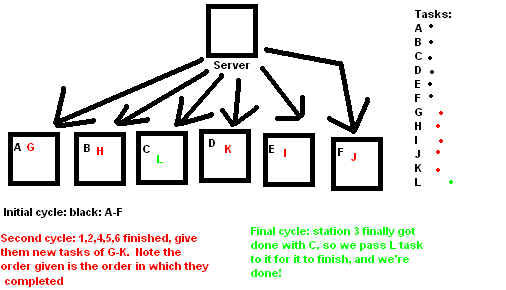 Server
A G
B H
C L
D K
E I
F J
Tasks:
A
B
C
D
E
F
G
H
I
J
K
L
Initial cycle: black: A-F
Second cycle: 1,2,4,5,6 finished, give
them new tasks of G-K. Note the
order given is the order in which they
completed
Final cycle: station 3 finally got
done with C, so we pass L task
to it for it to finish, and we're
done!